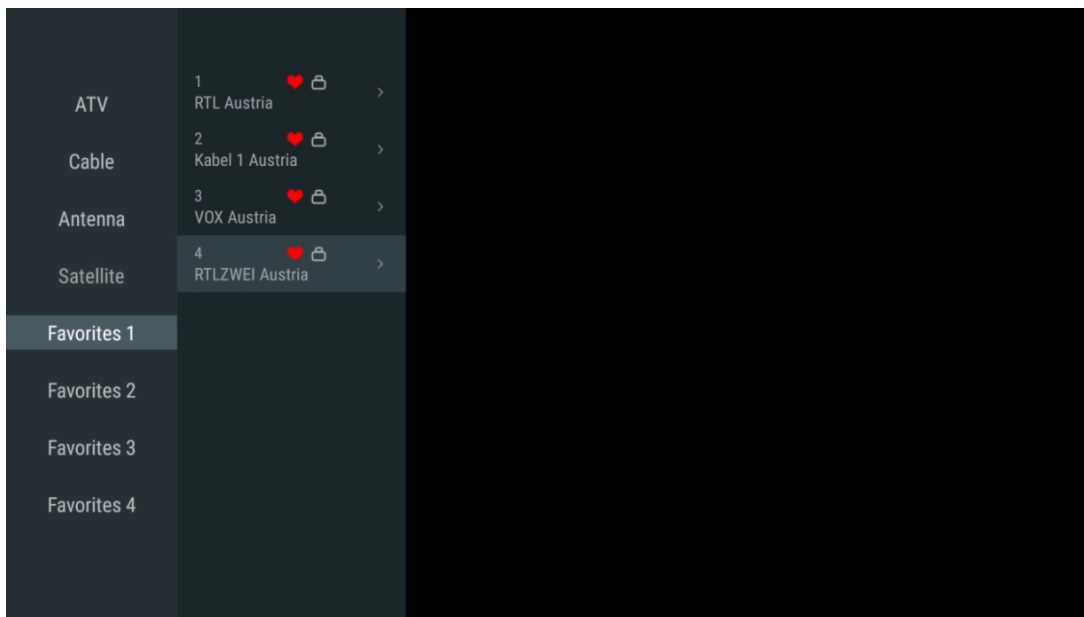 ATV
Cable
Antenna
Satellite
Favorites 1
Favorites 2
Favorites 3
Favorites 4
1
RTL Austria
2
Kabel 1 Austria
3
VOX Austria
4
RTLZWEI Austria